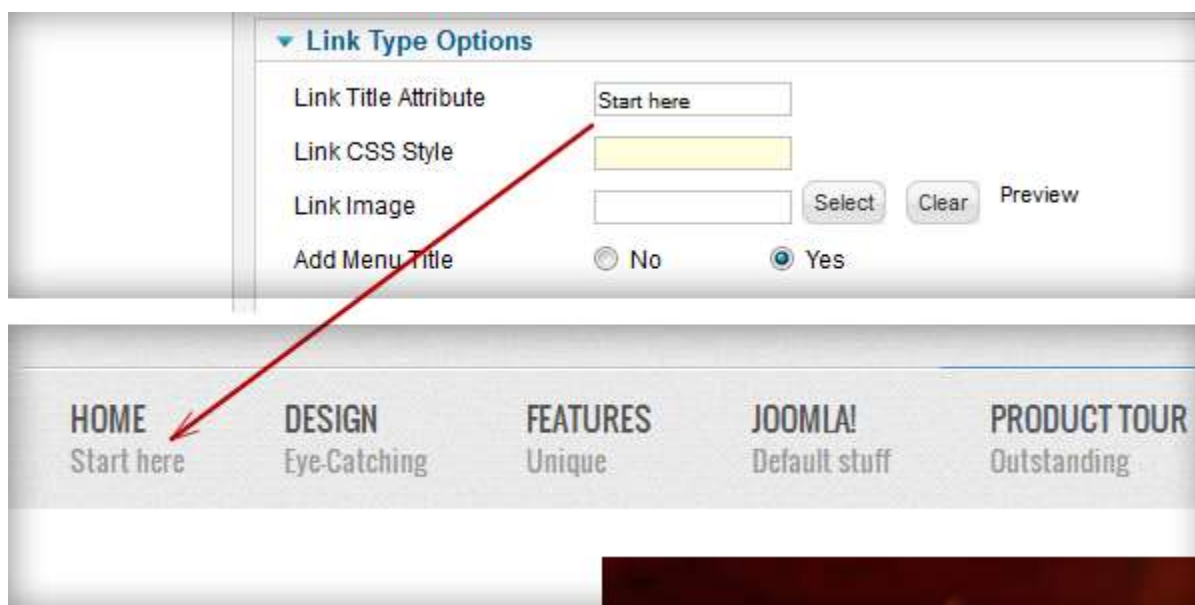 Link Type Options
Link Title Attribute Start here
Link CSS Style
Link Image Select Clear Preview
Add Menu Title No Yes
HOME DESIGN FEATURES JOOMLA! PRODUCT TOUR
Start here Eye-Catching Unique Default stuff Outstanding